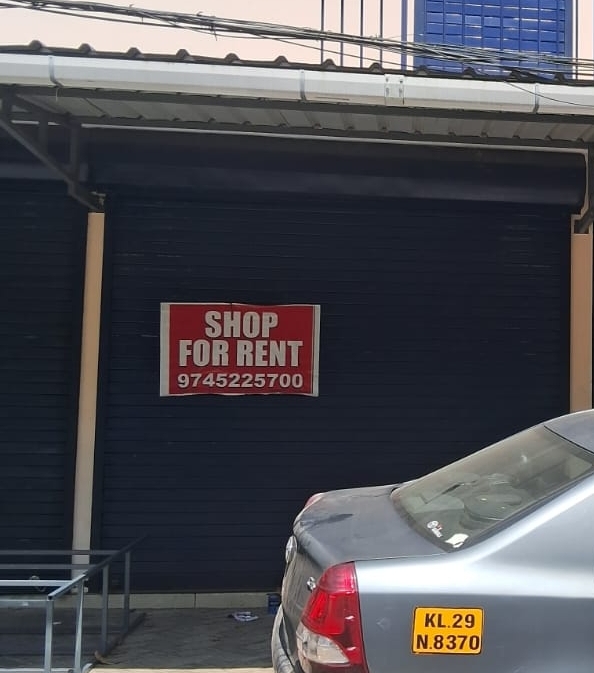 SHOP
FOR RENT
9745225700
KL.29
N.8370